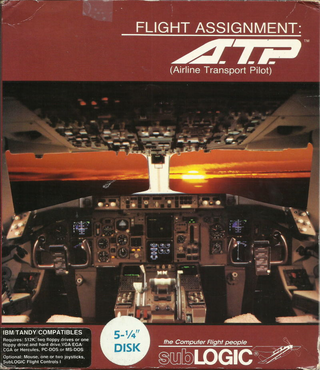 FLIGHT ASSIGNMENT:
A.T.P.™
(Airline Transport Pilot)
IBM/TANDY/COMPATIBLES
Requires: 512K, two floppy drives or one
floppy drive and hard drive, VGA/EGA/
CGA or Hercules, PC-DOS or MS-DOS
Optional: Mouse, one or two joysticks,
subLOGIC Flight Controls I
5-¼"
DISK
the Computer Flight people
subLOGIC